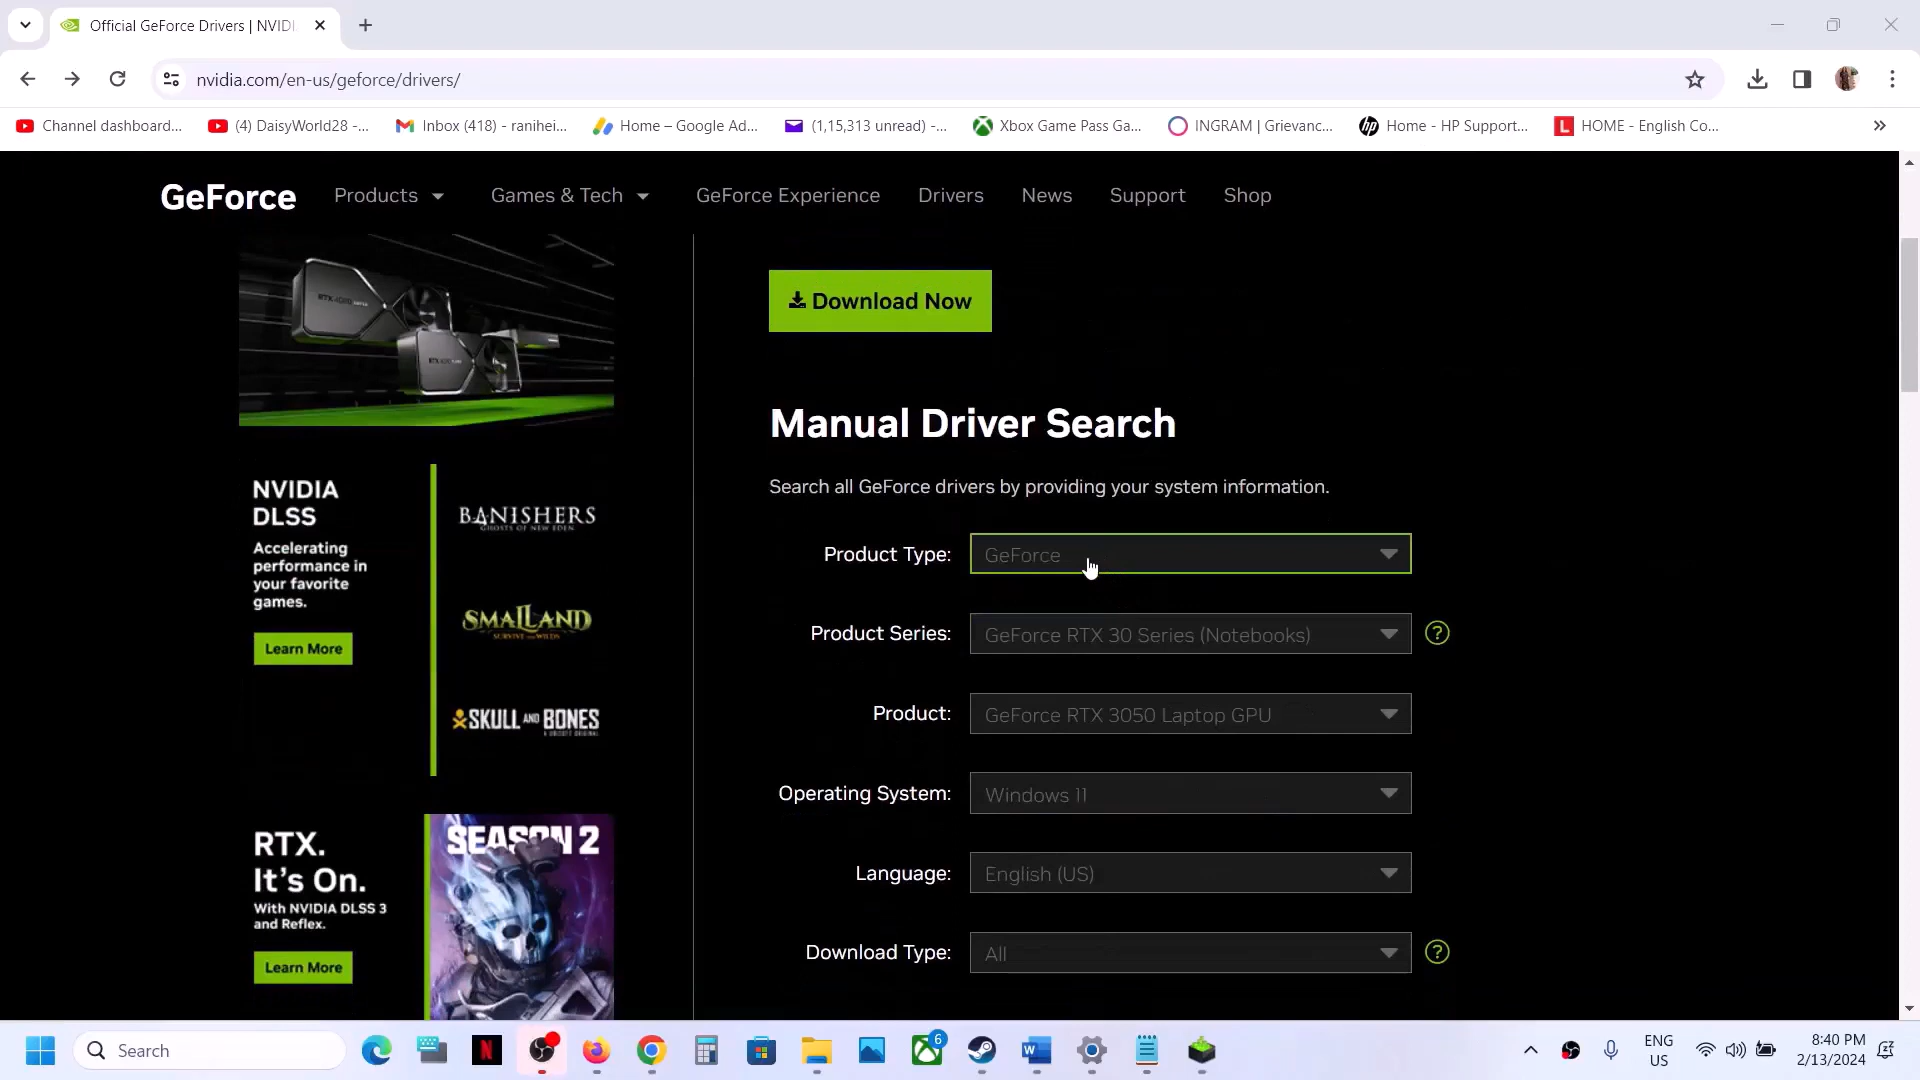 Official GeForce Drivers | NVIDI
nvidia.com/en-us/geforce/drivers/
Channel dashboard...
(4) DaisyWorld28 -...
Inbox (418) - ranihei...
Home – Google Ad...
(1,15,313 unread) -...
Xbox Game Pass Ga...
INGRAM | Grievanc...
Home - HP Support...
HOME - English Co...
GeForce
Products
Games & Tech
GeForce Experience
Drivers
News
Support
Shop
NVIDIA
DLSS
Accelerating
performance in
your favorite
games.
Learn More
BANISHERS
GHOSTS OF NEW EDEN
SMALLAND
SURVIVE THE WILDS
SKULL AND BONES
RTX.
It's On.
With NVIDIA DLSS 3
and Reflex.
Learn More
SEASON 2
Download Now
Manual Driver Search
Search all GeForce drivers by providing your system information.
Product Type: GeForce
Product Series: GeForce RTX 30 Series (Notebooks) ?
Product: GeForce RTX 3050 Laptop GPU
Operating System: Windows 11
Language: English (US)
Download Type: All ?
Search
6
ENG
US
8:40 PM
2/13/2024